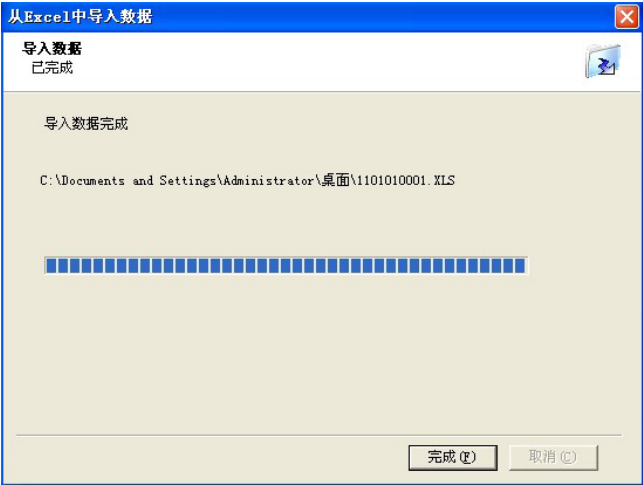 从Excel中导入数据
导入数据
已完成
导入数据完成
C:\Documents and Settings\Administrator\桌面\1101010001.XLS
完成(F) 取消(C)